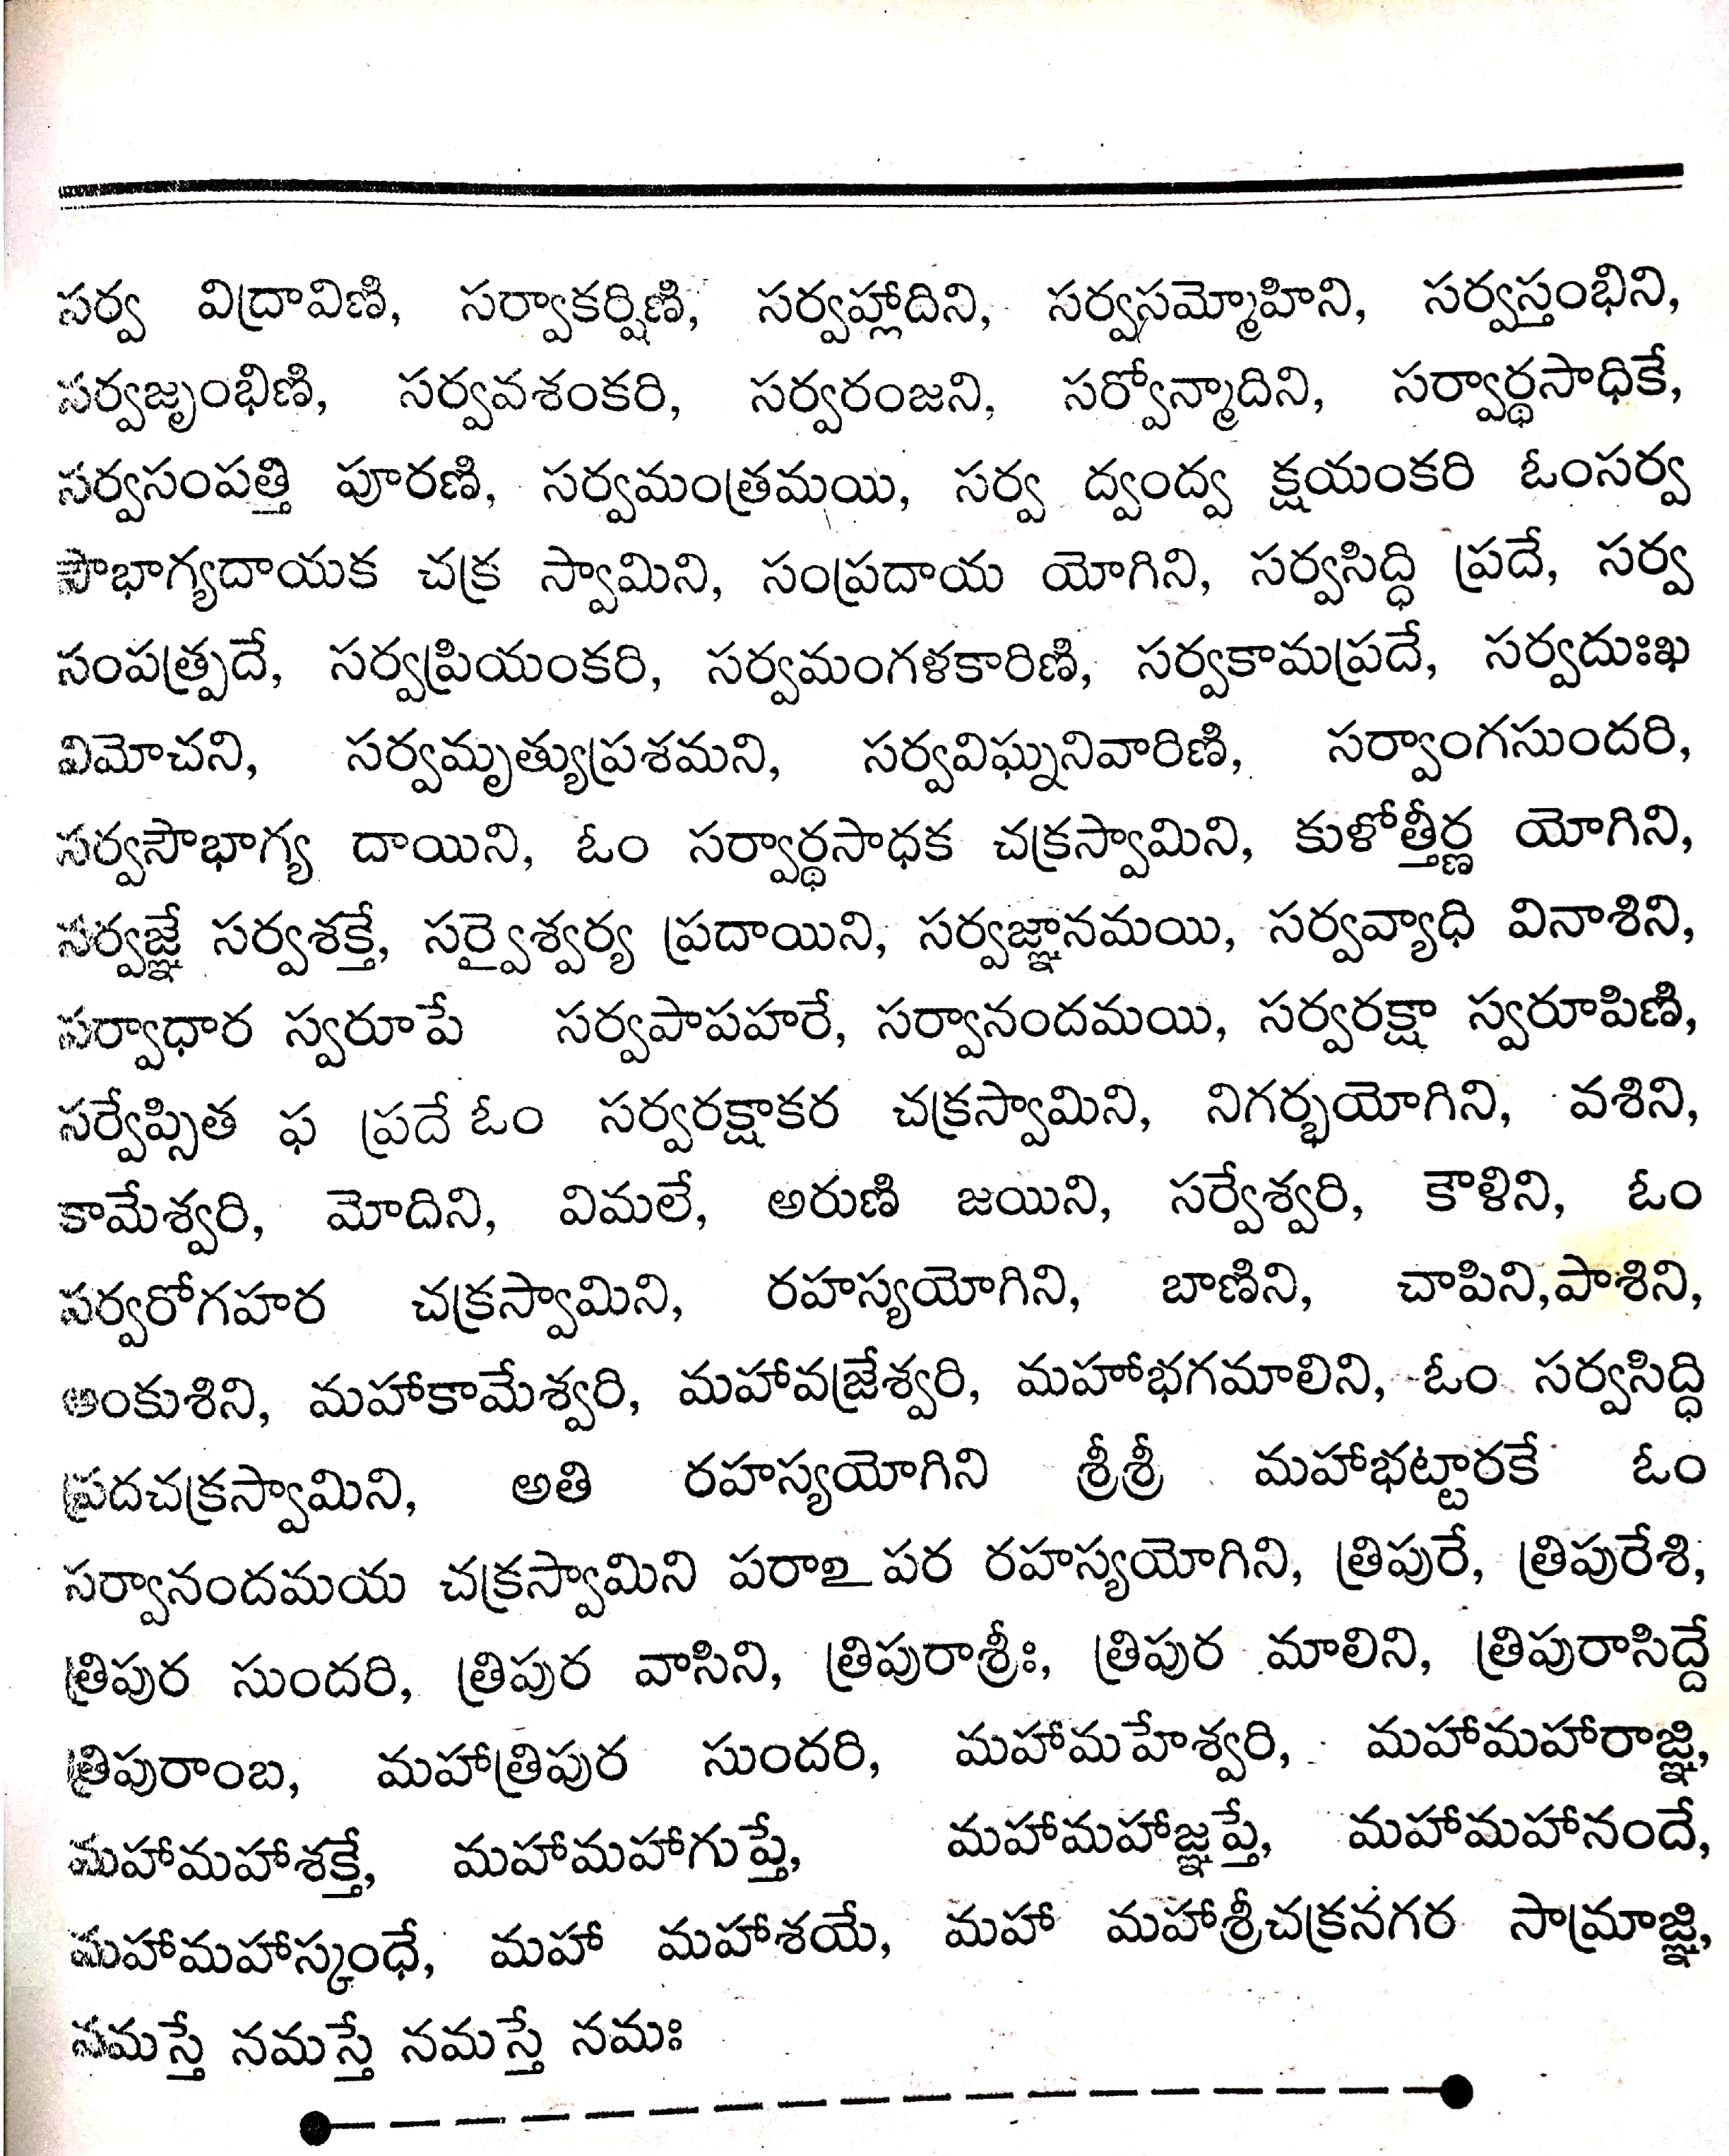 సర్వ విద్రావిణి, సర్వాకర్షిణి, సర్వహ్లాదిని, సర్వసమ్మోహిని, సర్వస్తంభిని,
సర్వజృంభిణి, సర్వవశంకరి, సర్వరంజని, సర్వోన్మాదిని, సర్వార్థసాధికే,
సర్వసంపత్తి పూరణి, సర్వమంత్రమయి, సర్వ ద్వంద్వ క్షయంకరి ఓంసర్వ
సౌభాగ్యదాయక చక్ర స్వామిని, సంప్రదాయ యోగిని, సర్వసిద్ధి ప్రదే, సర్వ
సంపత్ప్రదే, సర్వప్రియంకరి, సర్వమంగళకారిణి, సర్వకామప్రదే, సర్వదుఃఖ
విమోచని, సర్వమృత్యుప్రశమని, సర్వవిఘ్ననివారిణి, సర్వాంగసుందరి,
సర్వసౌభాగ్య దాయిని, ఓం సర్వార్థసాధక చక్రస్వామిని, కుళోత్తీర్ణ యోగిని,
సర్వజ్ఞే సర్వశక్తే, సర్వైశ్వర్య ప్రదాయిని, సర్వజ్ఞానమయి, సర్వవ్యాధి వినాశిని,
సర్వాధార స్వరూపే సర్వపాపహరే, సర్వానందమయి, సర్వరక్షా స్వరూపిణి,
సర్వేప్సిత ఫ ప్రదే ఓం సర్వరక్షాకర చక్రస్వామిని, నిగర్భయోగిని, వశిని,
కామేశ్వరి, మోదిని, విమలే, అరుణి జయిని, సర్వేశ్వరి, కౌళిని, ఓం
సర్వరోగహర చక్రస్వామిని, రహస్యయోగిని, బాణిని, చాపిని,పాశిని,
అంకుశిని, మహాకామేశ్వరి, మహావజ్రేశ్వరి, మహాభగమాలిని, ఓం సర్వసిద్ధి
ప్రదచక్రస్వామిని, అతి రహస్యయోగిని శ్రీశ్రీ మహాభట్టారకే ఓం
సర్వానందమయ చక్రస్వామిని పరాఽ పర రహస్యయోగిని, త్రిపురే, త్రిపురేశి,
త్రిపుర సుందరి, త్రిపుర వాసిని, త్రిపురాశ్రీః, త్రిపుర మాలిని, త్రిపురాసిద్దే
త్రిపురాంబ, మహాత్రిపుర సుందరి, మహామహేశ్వరి, మహామహారాజ్ఞి,
మహామహాశక్తే, మహామహాగుప్తే, మహామహాజ్ఞప్తే, మహామహానందే,
మహామహాస్కంధే, మహా మహాశయే, మహా మహాశ్రీచక్రనగర సామ్రాజ్ఞి,
నమస్తే నమస్తే నమస్తే నమః